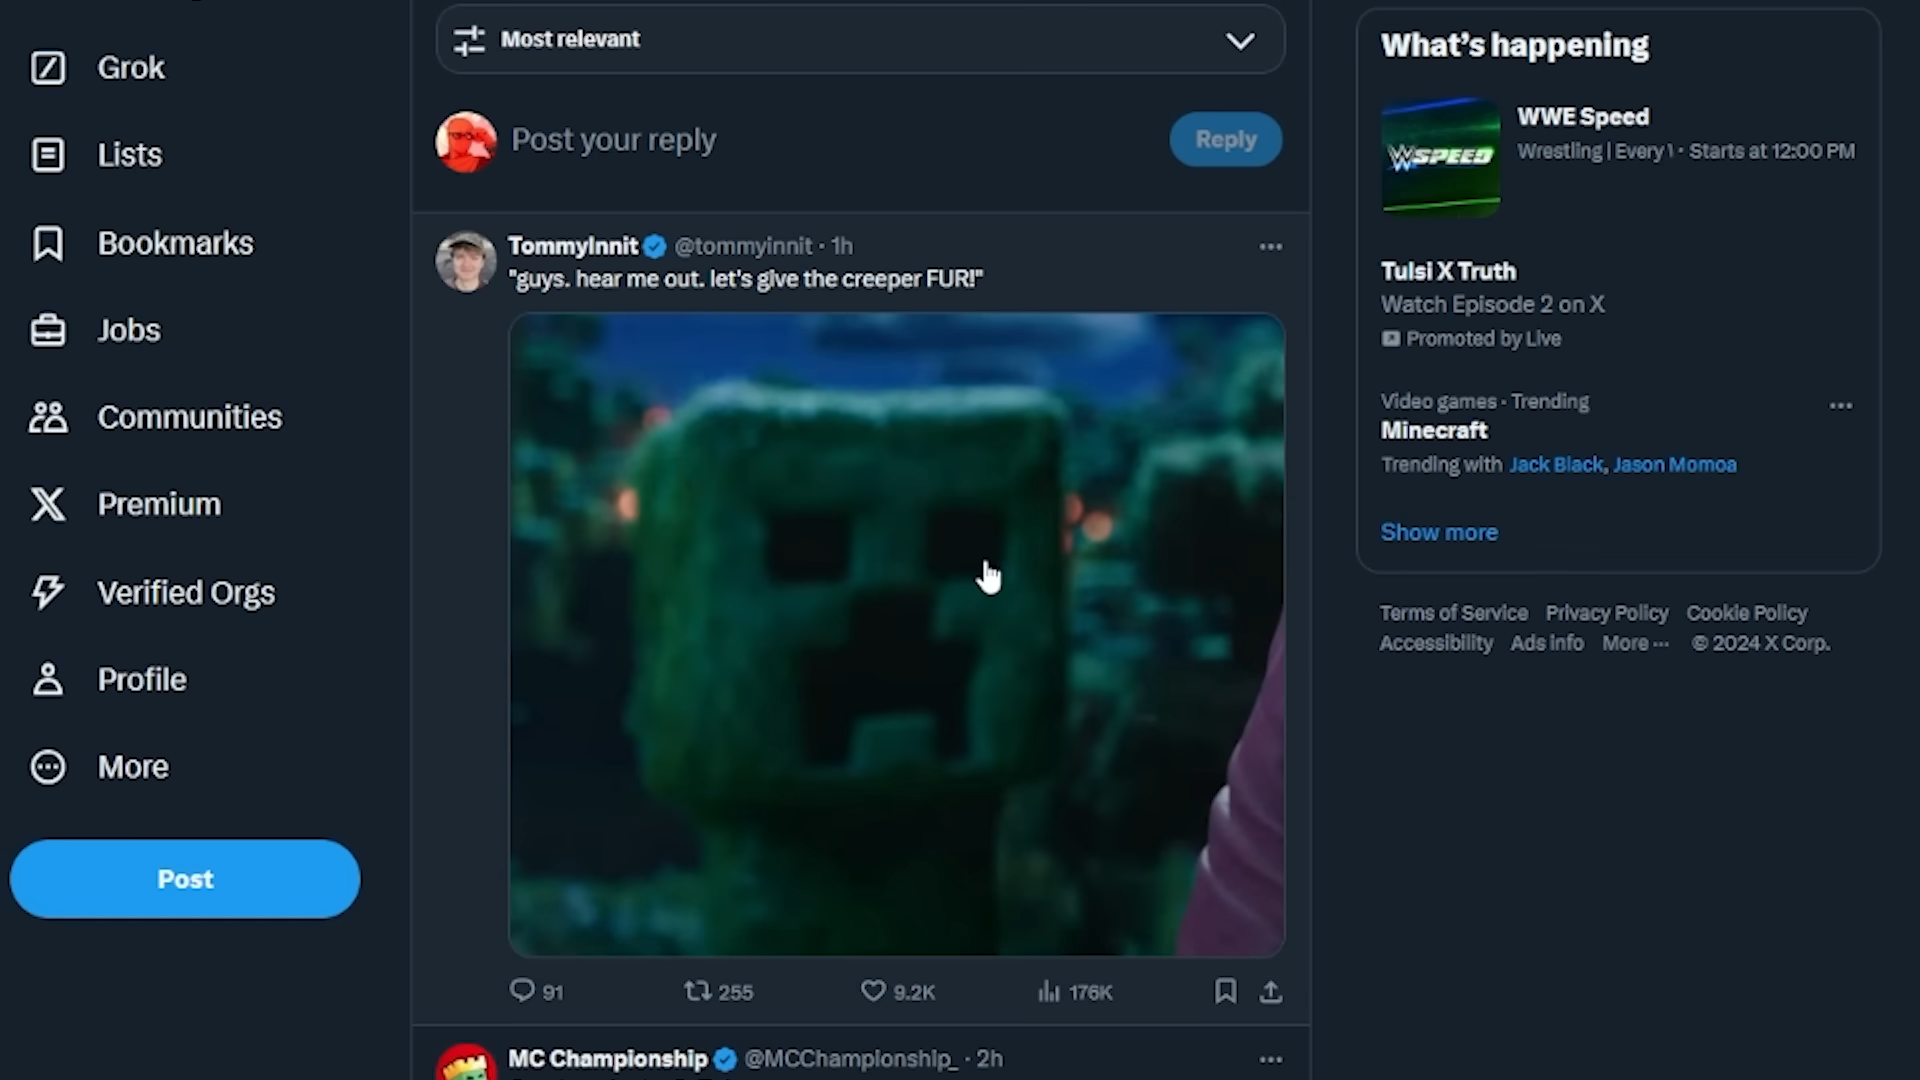 Grok
Lists
Bookmarks
Jobs
Communities
Premium
Verified Orgs
Profile
More
Post
Most relevant
Post your reply
Reply
TommyInnit @tommyinnit · 1h
"guys. hear me out. let's give the creeper FUR!"
91 255 9.2K 176K
MC Championship @MCChampionship_ · 2h
What's happening
W SPEED
WWE Speed
Wrestling | Every \ · Starts at 12:00 PM
Tulsi X Truth
Watch Episode 2 on X
Promoted by Live
Video games · Trending
Minecraft
Trending with Jack Black, Jason Momoa
Show more
Terms of Service Privacy Policy Cookie Policy
Accessibility Ads info More ··· © 2024 X Corp.